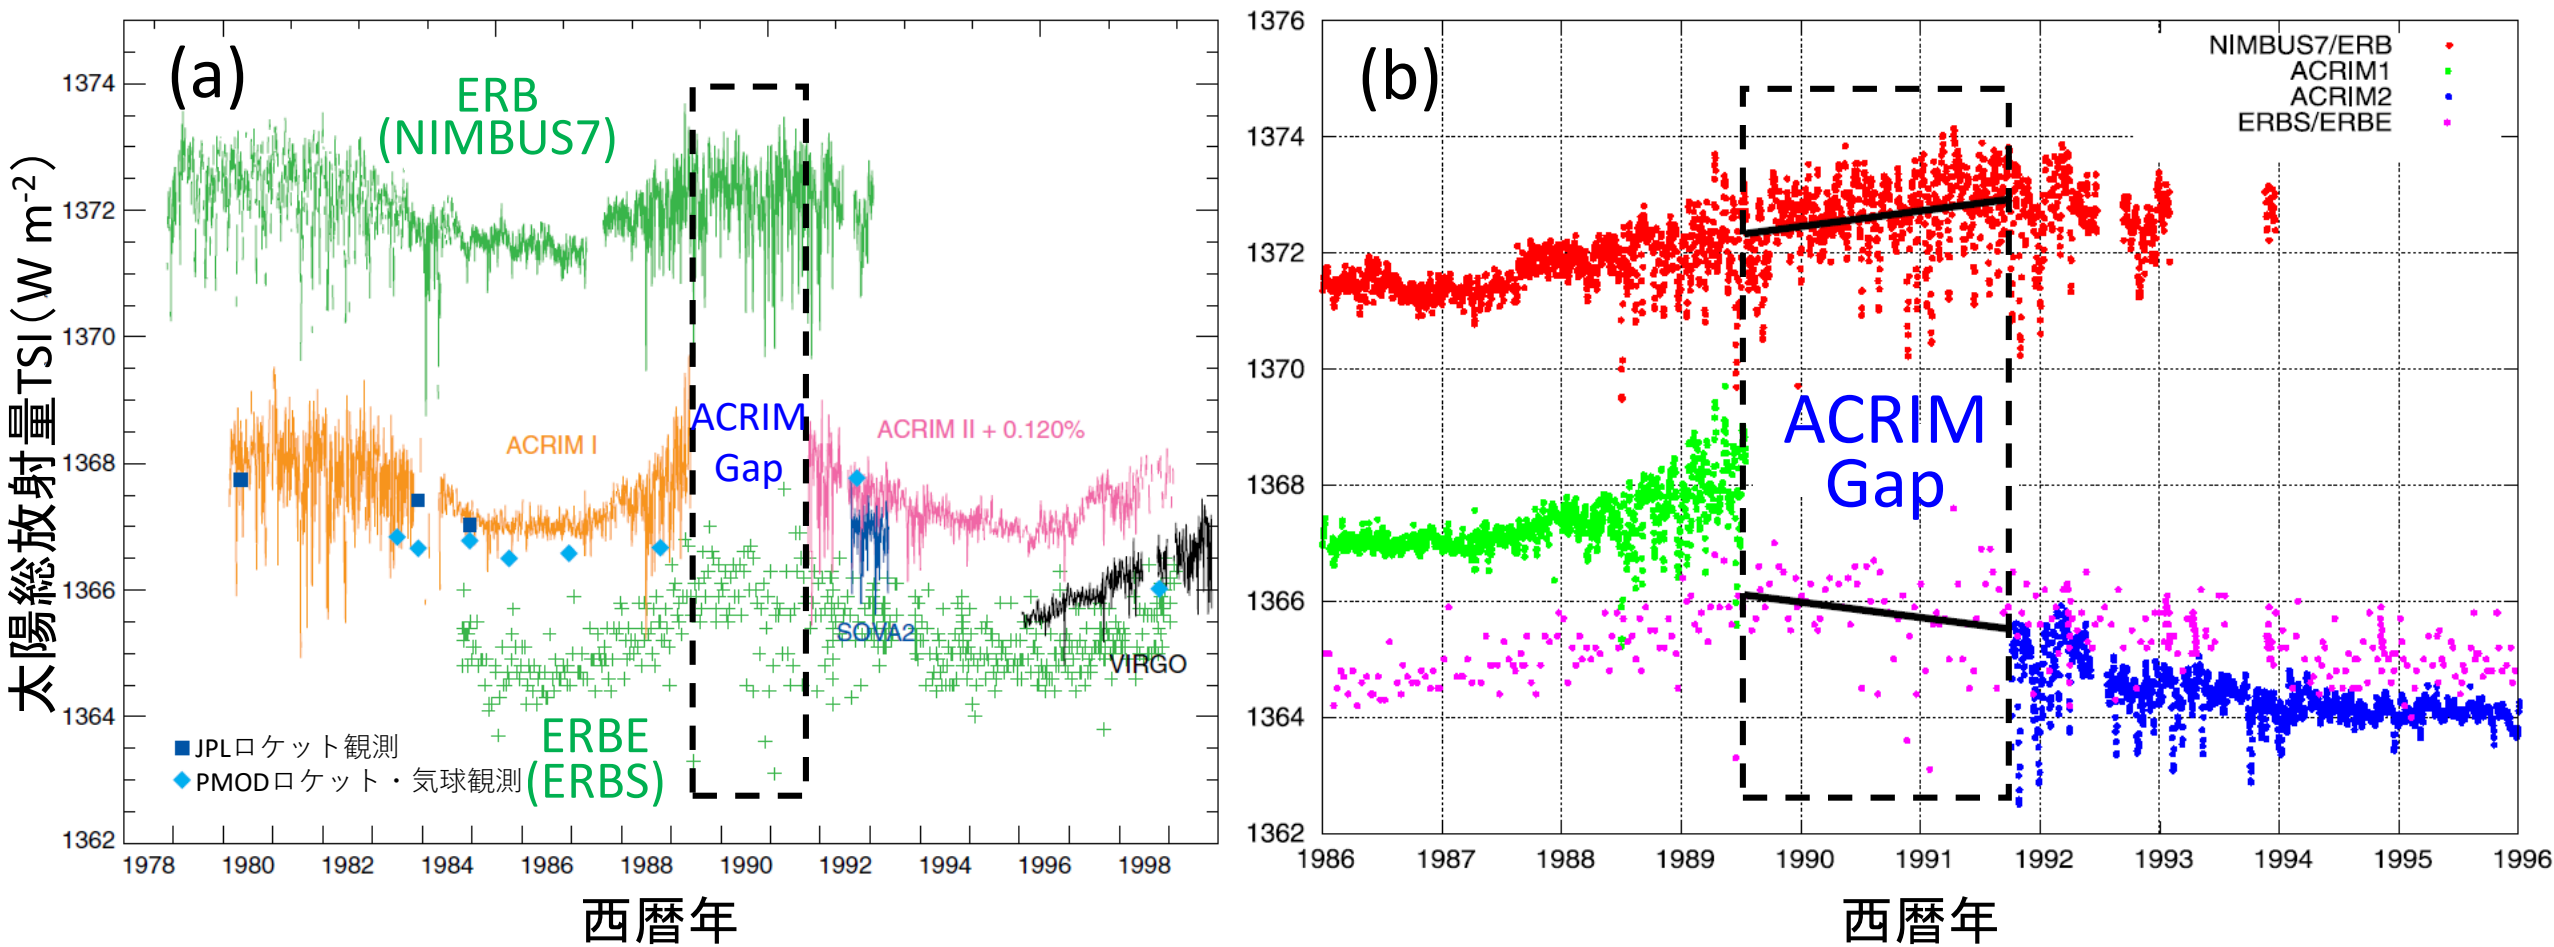 (a)
ERB
(NIMBUS7)
ACRIM I
ACRIM
Gap
ACRIM II + 0.120%
SOVA2
VIRGO
ERBE
(ERBS)
JPLロケット観測
PMODロケット・気球観測
太陽総放射量TSI(W m-2)
1374
1372
1370
1368
1366
1364
1362
1978 1980 1982 1984 1986 1988 1990 1992 1994 1996 1998
西暦年
(b)
NIMBUS7/ERB
ACRIM1
ACRIM2
ERBS/ERBE
ACRIM
Gap
1376
1374
1372
1370
1368
1366
1364
1362
1986 1987 1988 1989 1990 1991 1992 1993 1994 1995 1996
西暦年